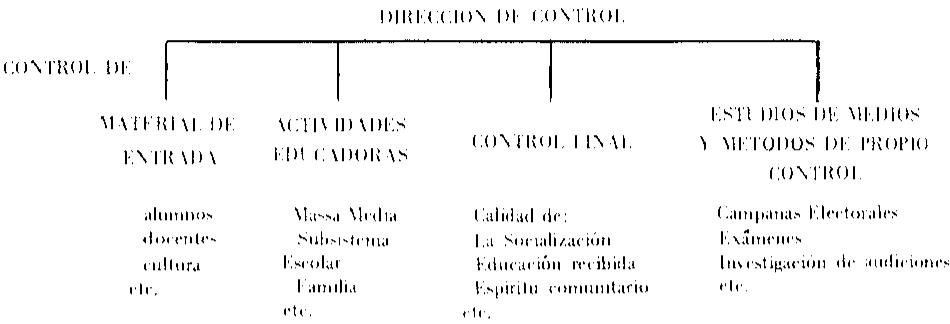 DIRECCION DE CONTROL
CONTROL DE
MATERIAL DE
ENTRADA
alumnos
docentes
cultura
etc.
ACTIVIDADES
EDUCADORAS
Massa Media
Subsistema
Escolar
Familia
etc.
CONTROL FINAL
Calidad de:
La Socialización
Educación recibida
Espíritu comunitario
etc.
ESTUDIOS DE MEDIOS
Y METODOS DE PROPIO
CONTROL
Campanas Electorales
Exámenes
Investigación de audiciones
etc.